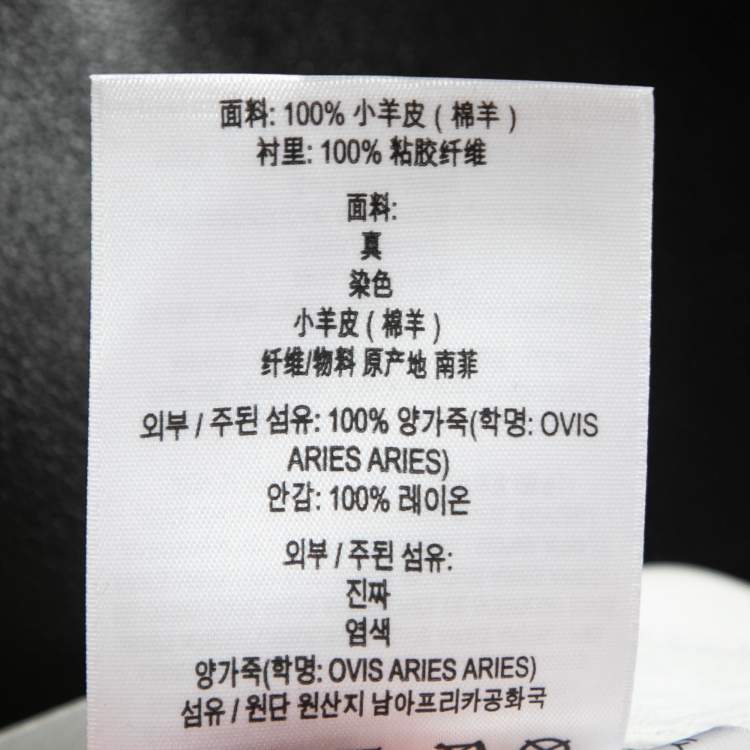 面料: 100% 小羊皮 ( 棉羊 )
衬里: 100% 粘胶纤维
面料:
真
染色
小羊皮 ( 棉羊 )
纤维/物料 原产地 南菲
외부 / 주된 섬유: 100% 양가죽(학명: OVIS
ARIES ARIES)
안감: 100% 레이온
외부 / 주된 섬유:
진짜
염색
양가죽(학명: OVIS ARIES ARIES)
섬유 / 원단 원산지 남아프리카공화국